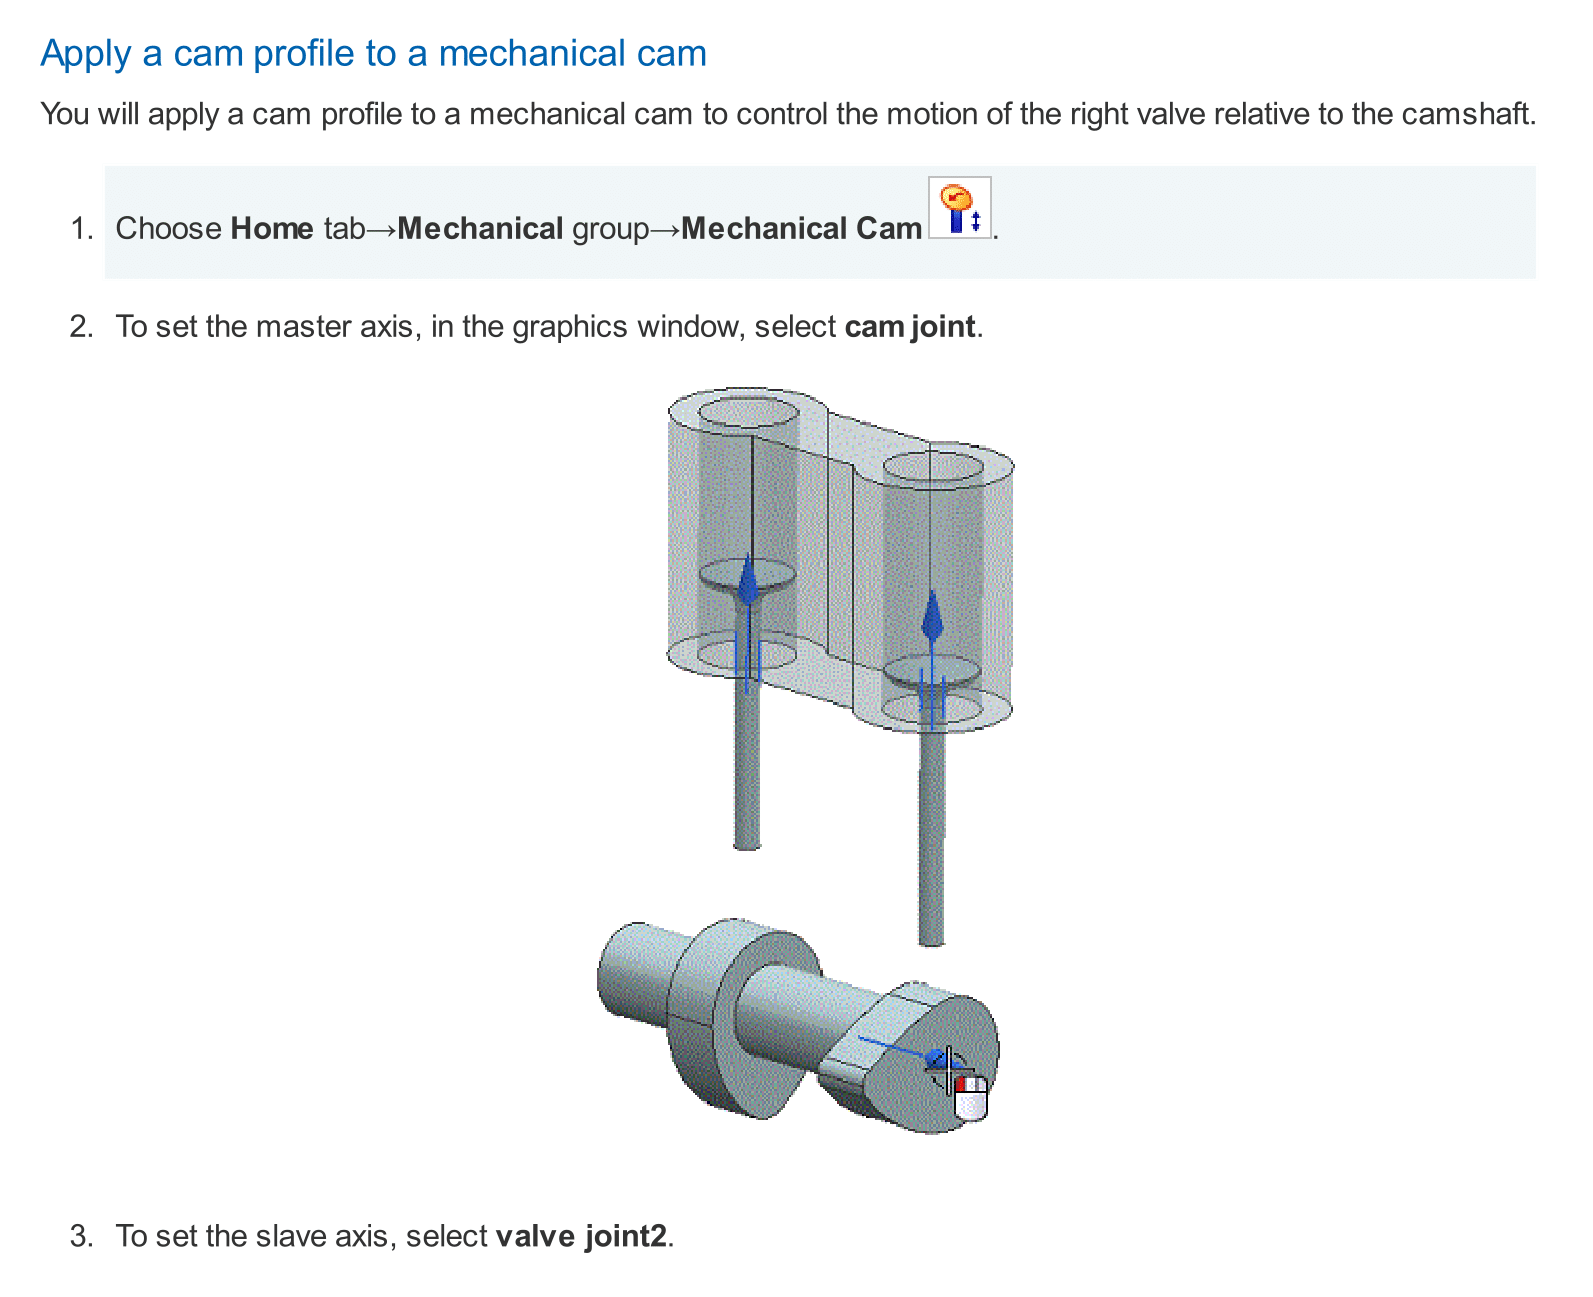 Apply a cam profile to a mechanical cam
You will apply a cam profile to a mechanical cam to control the motion of the right valve relative to the camshaft.
1. Choose Home tab→Mechanical group→Mechanical Cam .
2. To set the master axis, in the graphics window, select cam joint.
3. To set the slave axis, select valve joint2.